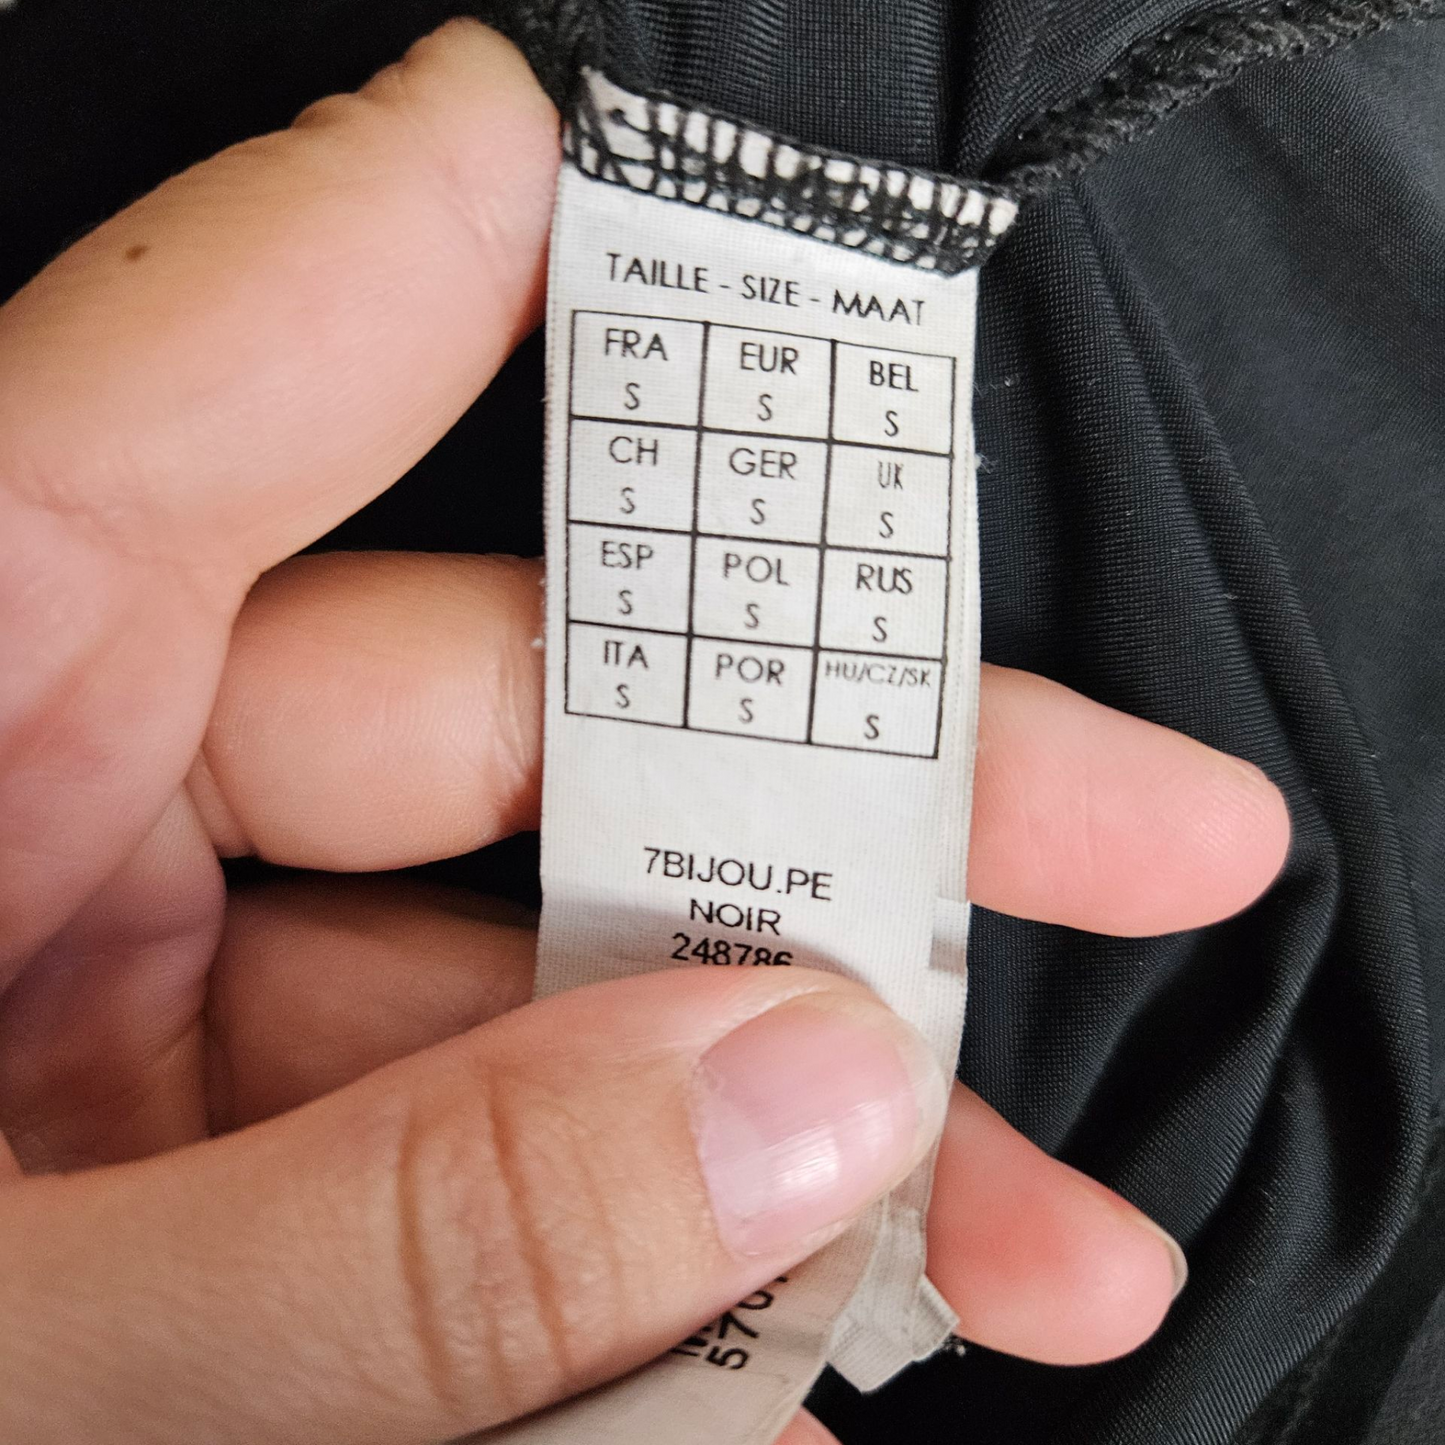 TAILLE - SIZE - MAAT
FRA EUR BEL
S S S
CH GER UK
S S S
ESP POL RUS
S S S
ITA POR HU/CZ/SK
S S S
7BIJOU.PE
NOIR
248786